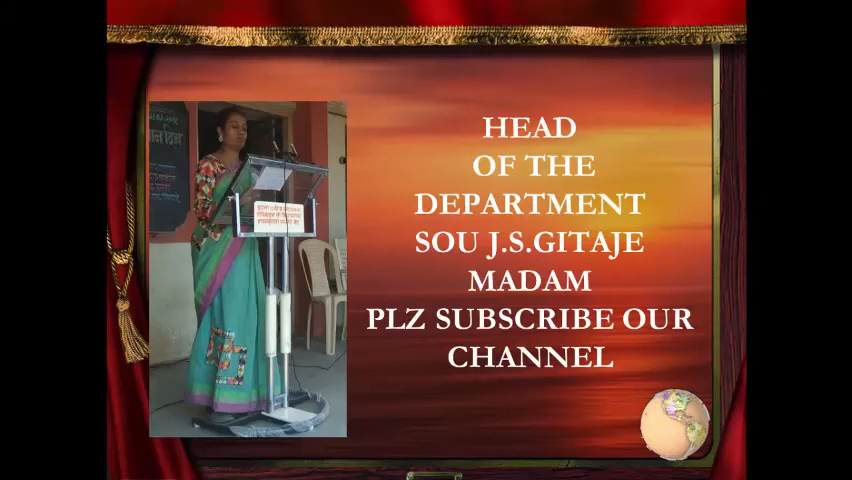 HEAD
OF THE
DEPARTMENT
SOU J.S.GITAJE
MADAM
PLZ SUBSCRIBE OUR
CHANNEL